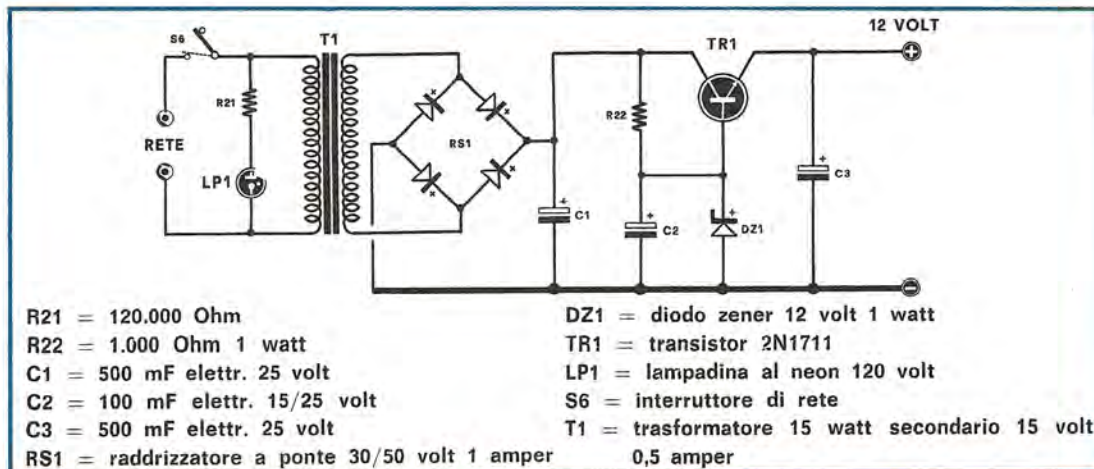 12 VOLT
S6
T1
TR1
R21
R22
RETE
RS1
LP1
C1
C2
DZ1
C3
R21 = 120.000 Ohm
R22 = 1.000 Ohm 1 watt
C1 = 500 mF elettr. 25 volt
C2 = 100 mF elettr. 15/25 volt
C3 = 500 mF elettr. 25 volt
RS1 = raddrizzatore a ponte 30/50 volt 1 amper
DZ1 = diodo zener 12 volt 1 watt
TR1 = transistor 2N1711
LP1 = lampadina al neon 120 volt
S6 = interruttore di rete
T1 = trasformatore 15 watt secondario 15 volt
0,5 amper